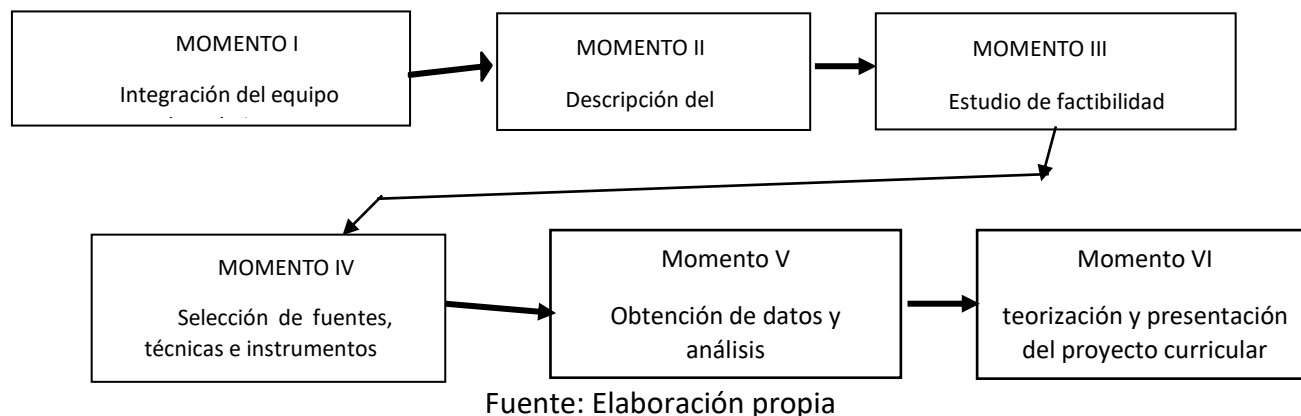 MOMENTO I
Integración del equipo
MOMENTO II
Descripción del
MOMENTO III
Estudio de factibilidad
MOMENTO IV
Selección de fuentes,
técnicas e instrumentos
Momento V
Obtención de datos y
análisis
Momento VI
teorización y presentación
del proyecto curricular
Fuente: Elaboración propia